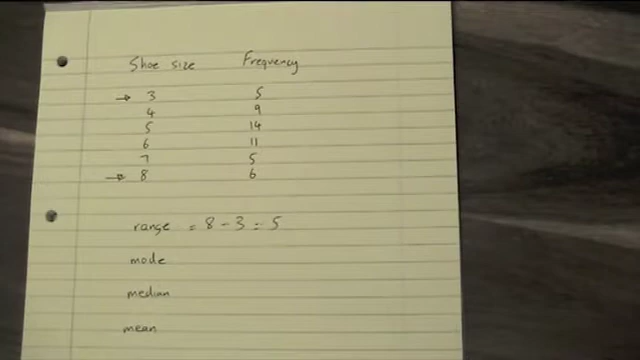 Shoe size Frequency
→ 3 5
4 9
5 14
6 11
7 5
→ 8 6
range = 8 - 3 = 5
mode
median
mean